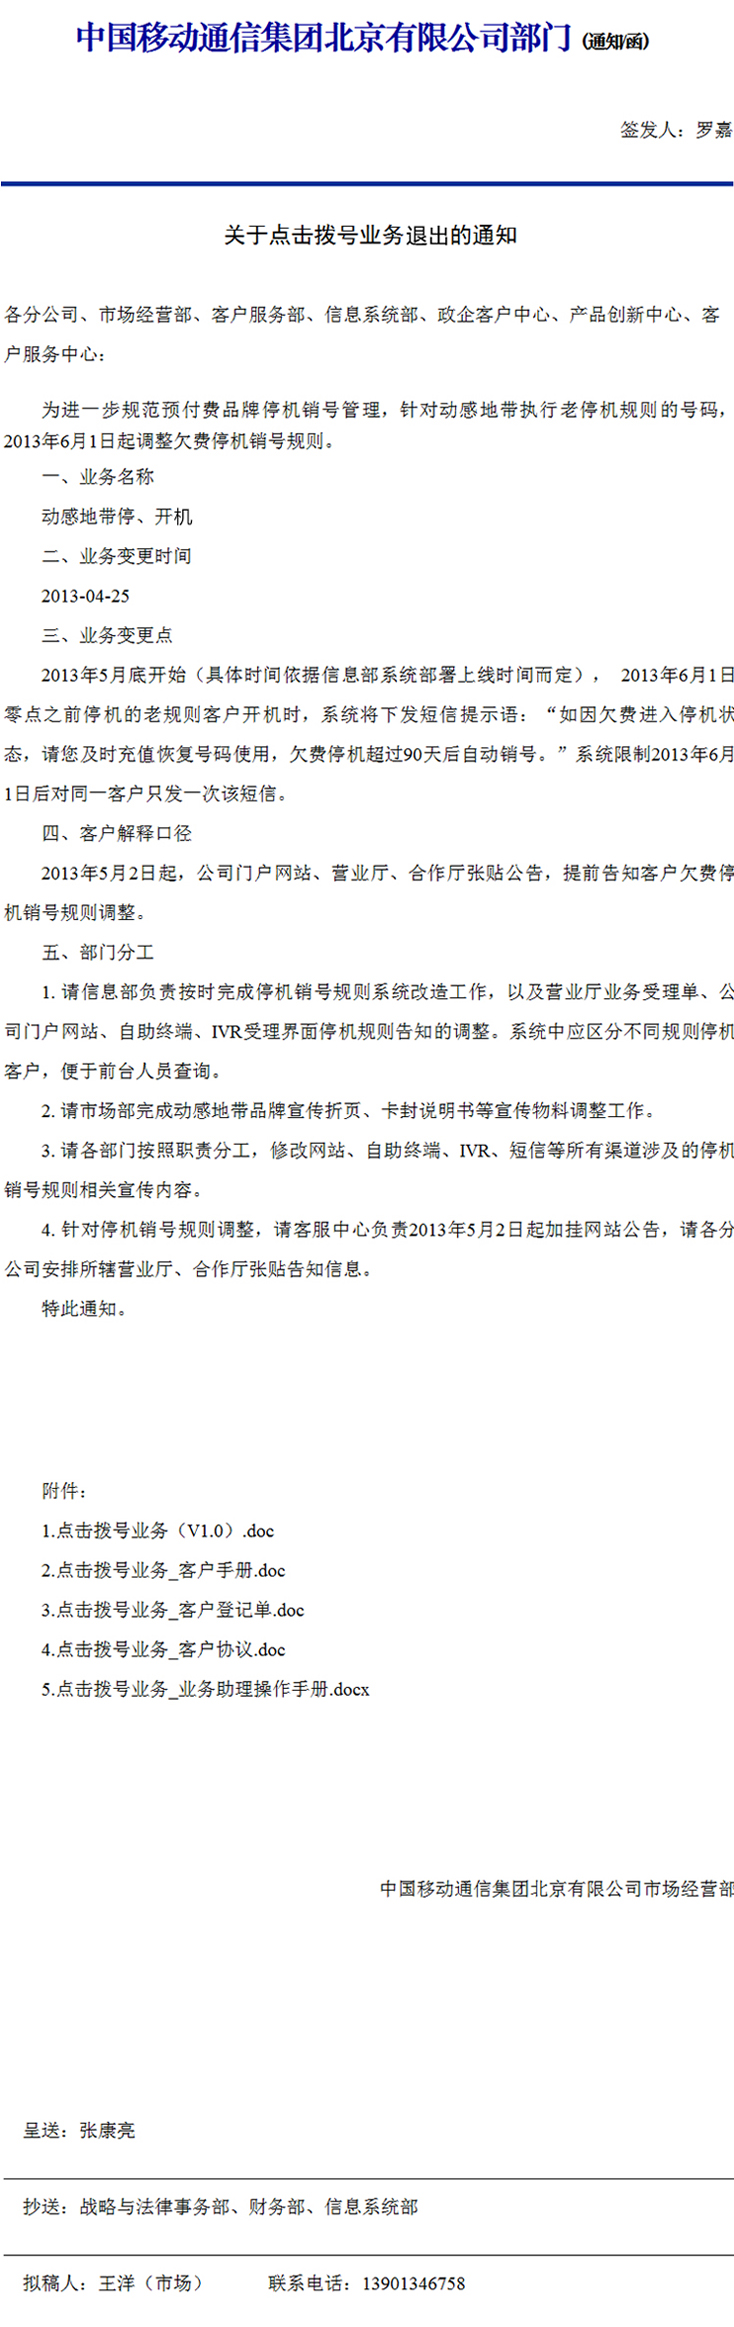 中国移动通信集团北京有限公司部门 (通知/函)
签发人：罗嘉
关于点击拨号业务退出的通知
各分公司、市场经营部、客户服务部、信息系统部、政企客户中心、产品创新中心、客
户服务中心：
为进一步规范预付费品牌停机销号管理，针对动感地带执行老停机规则的号码，
2013年6月1日起调整欠费停机销号规则。
一、业务名称
动感地带停、开机
二、业务变更时间
2013-04-25
三、业务变更点
2013年5月底开始（具体时间依据信息部系统部署上线时间而定）， 2013年6月1日
零点之前停机的老规则客户开机时，系统将下发短信提示语：“如因欠费进入停机状
态，请您及时充值恢复号码使用，欠费停机超过90天后自动销号。”系统限制2013年6月
1日后对同一客户只发一次该短信。
四、客户解释口径
2013年5月2日起，公司门户网站、营业厅、合作厅张贴公告，提前告知客户欠费停
机销号规则调整。
五、部门分工
1. 请信息部负责按时完成停机销号规则系统改造工作，以及营业厅业务受理单、公
司门户网站、自助终端、IVR受理界面停机规则告知的调整。系统中应区分不同规则停机
客户，便于前台人员查询。
2. 请市场部完成动感地带品牌宣传折页、卡封说明书等宣传物料调整工作。
3. 请各部门按照职责分工，修改网站、自助终端、IVR、短信等所有渠道涉及的停机
销号规则相关宣传内容。
4. 针对停机销号规则调整，请客服中心负责2013年5月2日起加挂网站公告，请各分
公司安排所辖营业厅、合作厅张贴告知信息。
特此通知。
附件：
1.点击拨号业务（V1.0）.doc
2.点击拨号业务_客户手册.doc
3.点击拨号业务_客户登记单.doc
4.点击拨号业务_客户协议.doc
5.点击拨号业务_业务助理操作手册.docx
中国移动通信集团北京有限公司市场经营部
呈送：张康亮
抄送：战略与法律事务部、财务部、信息系统部
拟稿人：王洋（市场） 联系电话：13901346758